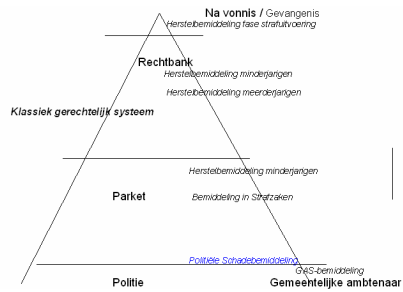 Na vonnis / Gevangenis
Herstelbemiddeling fase strafuitvoering
Rechtbank
Herstelbemiddeling minderjarigen
Herstelbemiddeling meerderjarigen
Klassiek gerechtelijk systeem
Herstelbemiddeling minderjarigen
Parket
Bemiddeling in Strafzaken
Politiële Schadebemiddeling
GAS-bemiddeling
Politie
Gemeentelijke ambtenaar